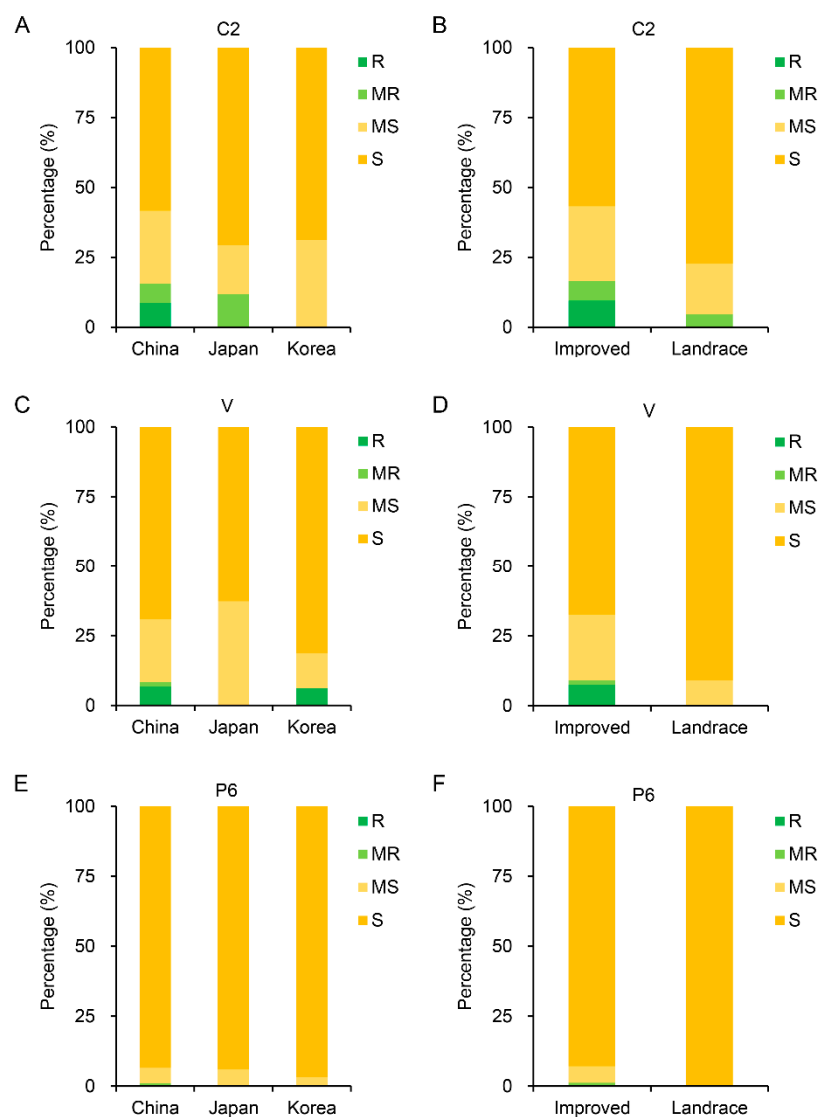 A
C2
Percentage (%)
100
75
50
25
0
China Japan Korea
R
MR
MS
S
B
C2
Percentage (%)
100
75
50
25
0
Improved Landrace
R
MR
MS
S
C
V
Percentage (%)
100
75
50
25
0
China Japan Korea
R
MR
MS
S
D
V
Percentage (%)
100
75
50
25
0
Improved Landrace
R
MR
MS
S
E
P6
Percentage (%)
100
75
50
25
0
China Japan Korea
R
MR
MS
S
F
P6
Percentage (%)
100
75
50
25
0
Improved Landrace
R
MR
MS
S